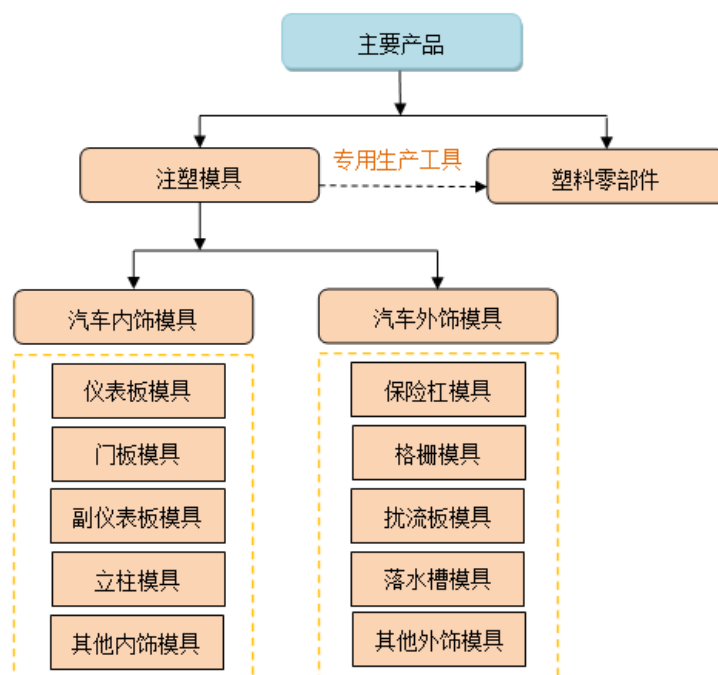 主要产品
注塑模具
专用生产工具
塑料零部件
汽车内饰模具
汽车外饰模具
仪表板模具
门板模具
副仪表板模具
立柱模具
其他内饰模具
保险杠模具
格栅模具
扰流板模具
落水槽模具
其他外饰模具